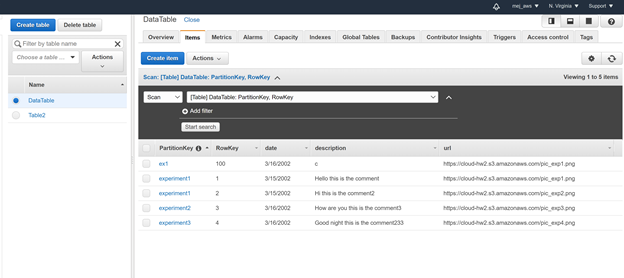 mej_aws N. Virginia Support
Create table Delete table
Filter by table name
Choose a table ... Actions
Name
DataTable
Table2
DataTable Close
Overview Items Metrics Alarms Capacity Indexes Global Tables Backups Contributor Insights Triggers Access control Tags
Create item Actions
Scan: [Table] DataTable: PartitionKey, RowKey Viewing 1 to 5 items
Scan [Table] DataTable: PartitionKey, RowKey
Add filter
Start search
PartitionKey RowKey date description url
ex1 100 3/16/2002 c https://cloud-hw2.s3.amazonaws.com/pic_exp1.png
experiment1 1 3/15/2002 Hello this is the comment https://cloud-hw2.s3.amazonaws.com/pic_exp1.png
experiment1 2 3/15/2002 Hi this is the comment2 https://cloud-hw2.s3.amazonaws.com/pic_exp2.png
experiment2 3 3/16/2002 How are you this is the comment3 https://cloud-hw2.s3.amazonaws.com/pic_exp3.png
experiment3 4 3/16/2002 Good night this is the comment233 https://cloud-hw2.s3.amazonaws.com/pic_exp4.png